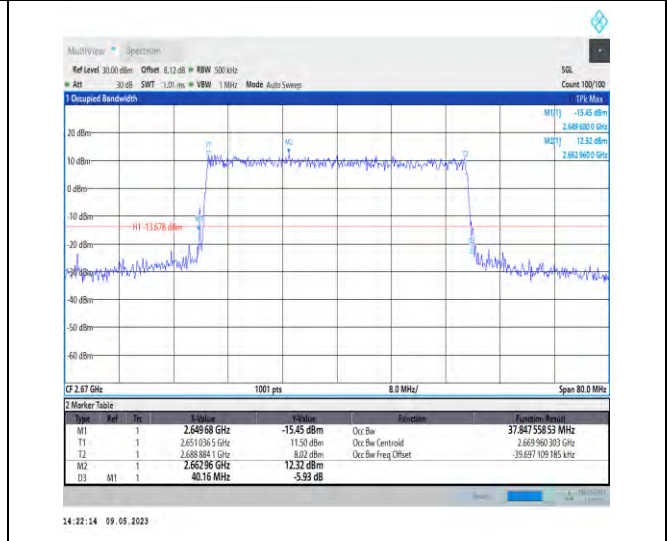 MultiView Spectrum
Ref Level 30.00 dBm Offset 8.12 dB RBW 500 kHz SGL
Att 30 dB SWT 1.01 ms VBW 1 MHz Mode Auto Sweep Count 100/100
1 Occupied Bandwidth 1Pk Max
M1[1] -15.45 dBm
2.649 680 0 GHz
M2[1] 12.32 dBm
2.662 960 0 GHz
20 dBm
T1 M2 T2
10 dBm
0 dBm
-10 dBm
H1 -13.678 dBm
-20 dBm
-40 dBm
-50 dBm
-60 dBm
CF 2.67 GHz 1001 pts 8.0 MHz/ Span 80.0 MHz
2 Marker Table
Type Ref Trc X-Value Y-Value Function Function Result
M1 1 2.649 68 GHz -15.45 dBm Occ Bw 37.847 558 53 MHz
T1 1 2.651 036 5 GHz 11.50 dBm Occ Bw Centroid 2.669 960 303 GHz
T2 1 2.688 884 1 GHz 8.02 dBm Occ Bw Freq Offset -39.697 109 185 kHz
M2 1 2.662 96 GHz 12.32 dBm
D3 M1 1 40.16 MHz -5.93 dB
14:22:14 09.05.2023